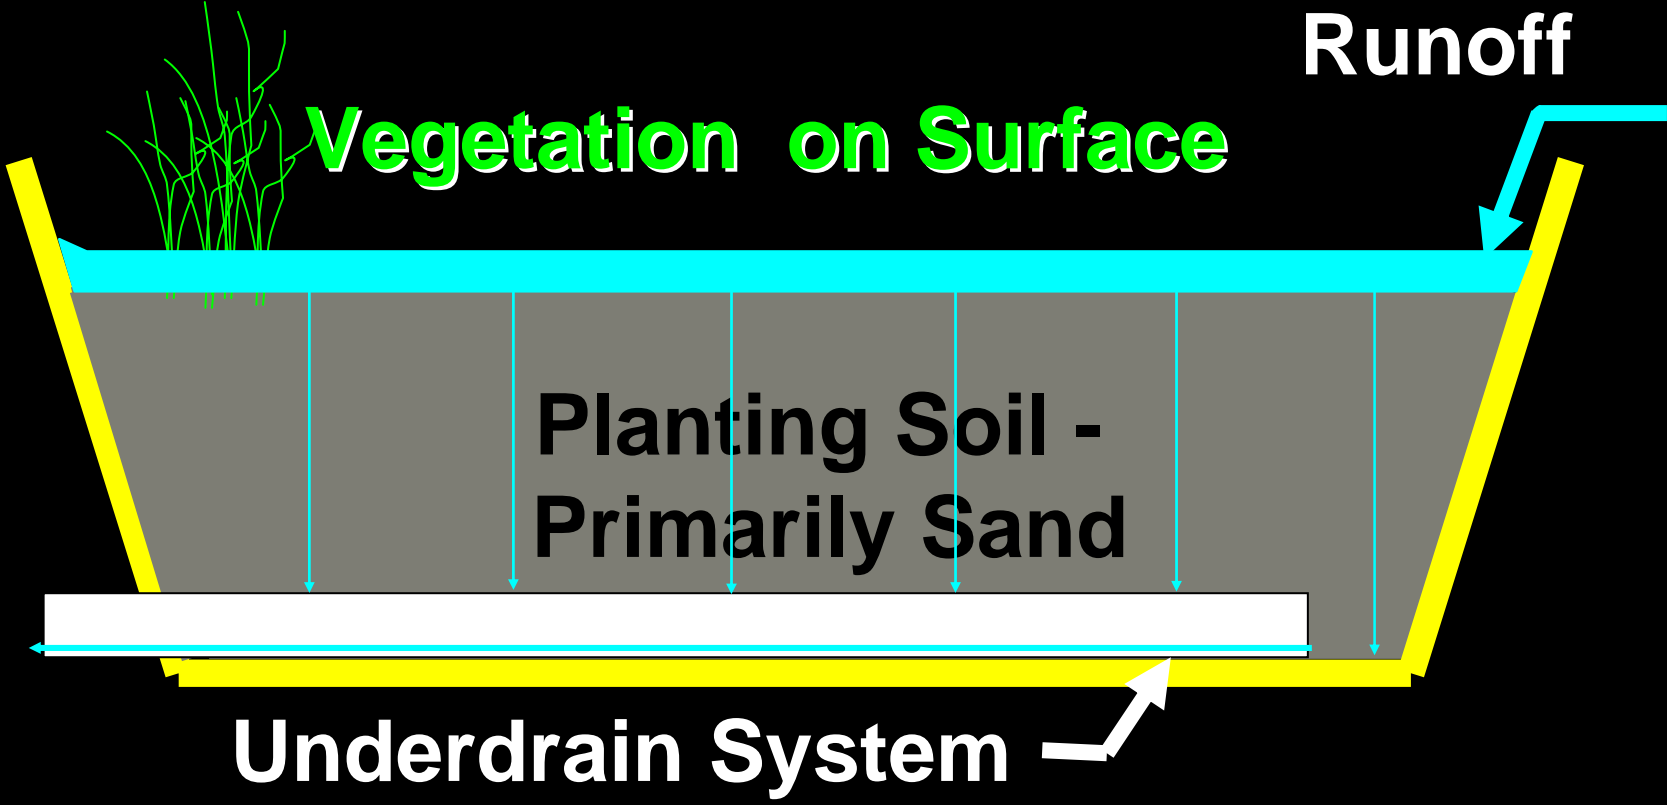 Runoff
Vegetation on Surface
Planting Soil -
Primarily Sand
Underdrain System